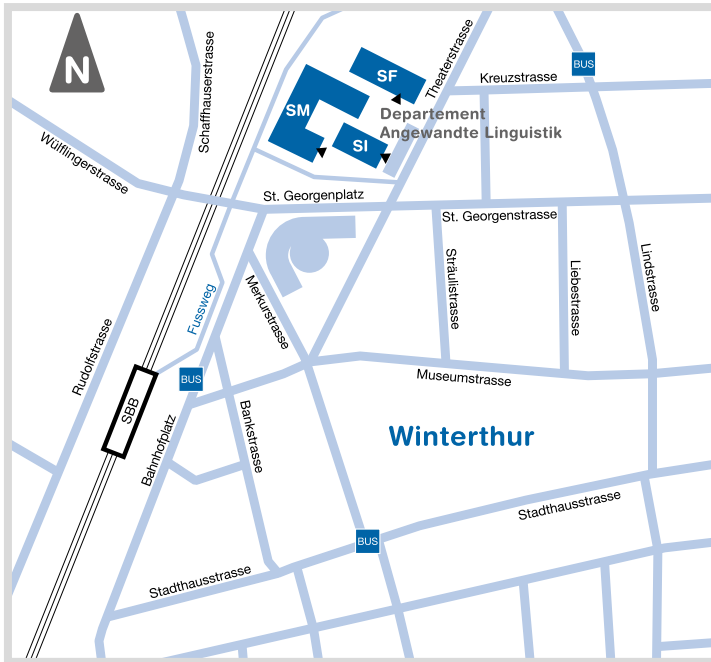 N
Schaffhauserstrasse
Theaterstrasse
BUS
SF
Kreuzstrasse
SM
Departement
Angewandte Linguistik
SI
Wülflingerstrasse
St. Georgenplatz
St. Georgenstrasse
Fussweg
Merkurstrasse
Sträulistrasse
Liebestrasse
Lindstrasse
Rudolfstrasse
BUS
Museumstrasse
SBB
Bahnhofplatz
Bankstrasse
Winterthur
Stadthausstrasse
BUS
Stadthausstrasse